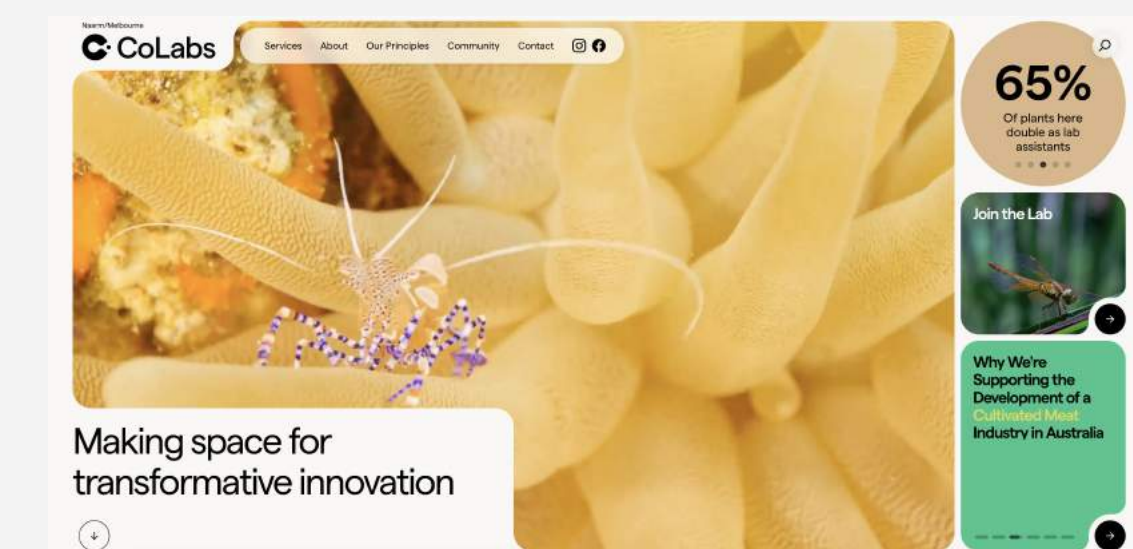 Naarm/Melbourne
CoLabs
Services About Our Principles Community Contact
65%
Of plants here
double as lab
assistants
Join the Lab
Why We're
Supporting the
Development of a
Cultivated Meat
Industry in Australia
Making space for
transformative innovation